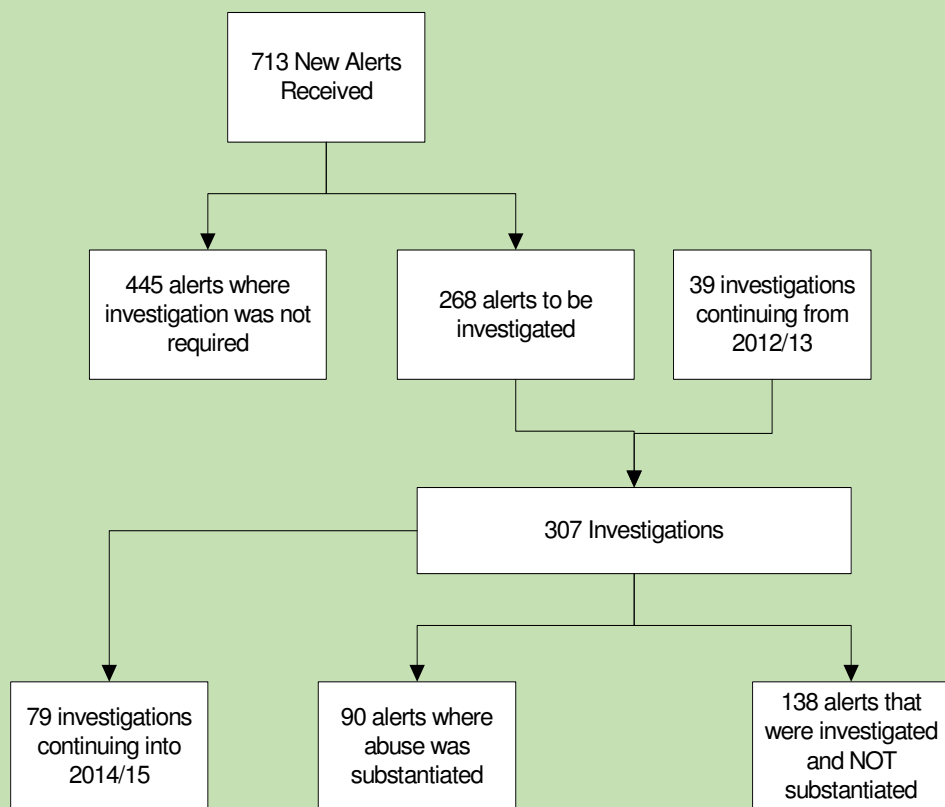 713 New Alerts
Received
445 alerts where
investigation was not
required
268 alerts to be
investigated
39 investigations
continuing from
2012/13
307 Investigations
79 investigations
continuing into
2014/15
90 alerts where
abuse was
substantiated
138 alerts that
were investigated
and NOT
substantiated